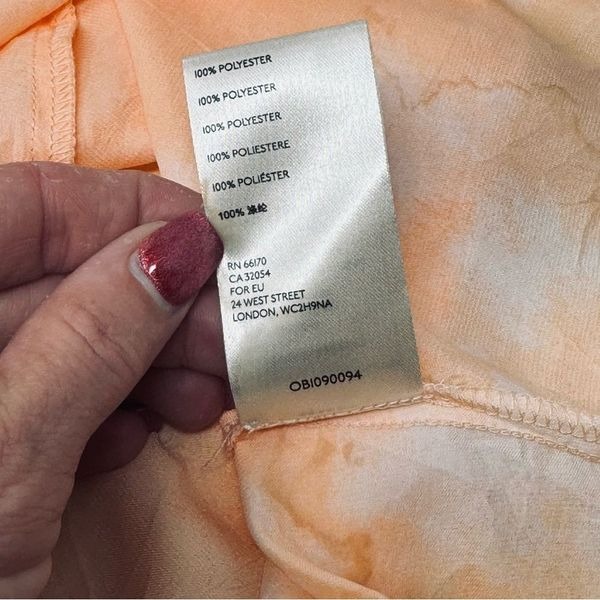 100% POLYESTER
100% POLYESTER
100% POLYESTER
100% POLIESTERE
100% POLIÉSTER
100% 涤纶
RN 66170
CA 32054
FOR EU
24 WEST STREET
LONDON, WC2H9NA
OB1090094